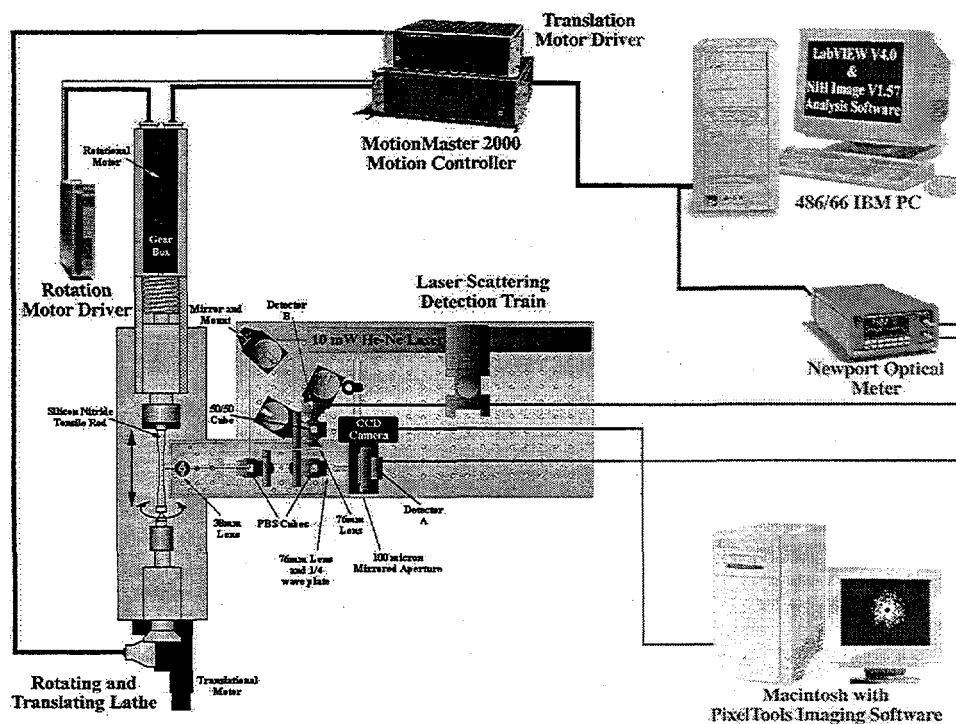 Translation
Motor Driver
LabVIEW V4.0
&
NIH Image V1.57
Analysis Software
MotionMaster 2000
Motion Controller
486/66 IBM PC
Rotational
Motor
Gear
Box
Rotation
Motor Driver
Laser Scattering
Detection Train
Mirror and
Mount
Detector
B
10 mW He-Ne Laser
Newport Optical
Meter
Silicon Nitride
Tensile Rod
50/50
Cube
CCD
Camera
38mm
Lens
PBS Cubes
76mm
Lens
Detector
A
76mm Lens
and 1/4
wave plate
100 micron
Mirrored Aperture
Rotating and
Translating Lathe
Translational
Motor
Macintosh with
PixelTools Imaging Software